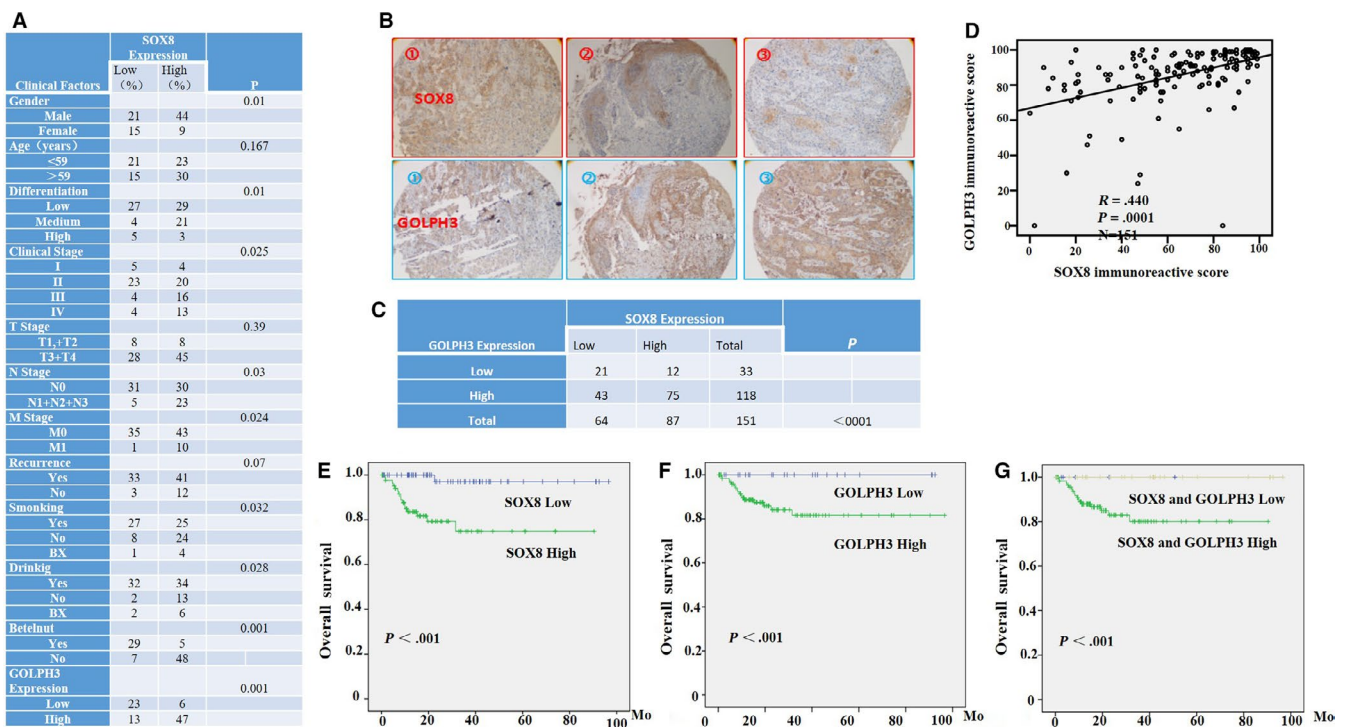 A
SOX8
Expression
Clinical Factors Low (%) High (%) P
Gender 0.01
Male 21 44
Female 15 9
Age (years) 0.167
<59 21 23
>59 15 30
Differentiation 0.01
Low 27 29
Medium 4 21
High 5 3
Clinical Stage 0.025
I 5 4
II 23 20
III 4 16
IV 4 13
T Stage 0.39
T1,+T2 8 8
T3+T4 28 45
N Stage 0.03
N0 31 30
N1+N2+N3 5 23
M Stage 0.024
M0 35 43
M1 1 10
Recurrence 0.07
Yes 33 41
No 3 12
Smonking 0.032
Yes 27 25
No 8 24
BX 1 4
Drinkig 0.028
Yes 32 34
No 2 13
BX 2 6
Betelnut 0.001
Yes 29 5
No 7 48
GOLPH3
Expression 0.001
Low 23 6
High 13 47
B
① ② ③
SOX8
① ② ③
GOLPH3
C
SOX8 Expression
GOLPH3 Expression Low High Total P
Low 21 12 33
High 43 75 118
Total 64 87 151 <0001
D
GOLPH3 immunoreactive score
100
80
60
40
20
0
R = .440
P = .0001
N=151
0 20 40 60 80 100
SOX8 immunoreactive score
E
Overall survival
1.0
0.8
0.6
0.4
0.2
0
SOX8 Low
SOX8 High
P < .001
0 20 40 60 80 100 Mo
F
Overall survival
1.0
0.8
0.6
0.4
0.2
0
GOLPH3 Low
GOLPH3 High
P < .001
0 20 40 60 80 100 Mo
G
Overall survival
1.0
0.8
0.6
0.4
0.2
0
SOX8 and GOLPH3 Low
SOX8 and GOLPH3 High
P < .001
0 20 40 60 80 100 Mo